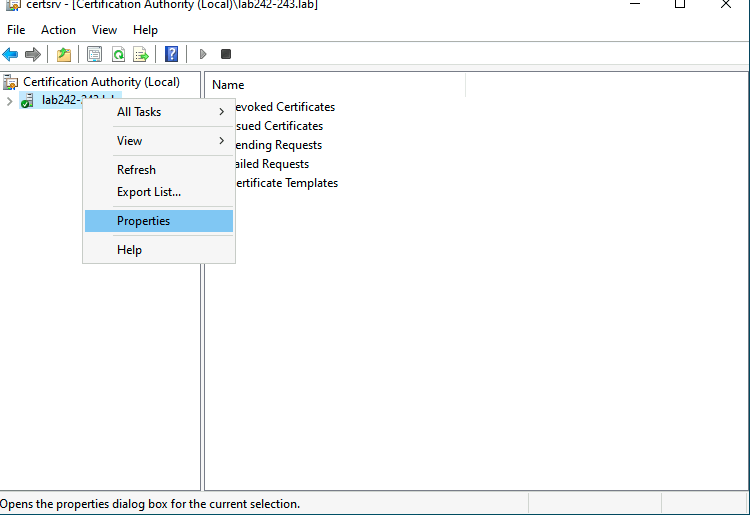 certsrv - [Certification Authority (Local)\lab242-243.lab]
File Action View Help
Certification Authority (Local)
lab242-243.lab
Name
evoked Certificates
sued Certificates
ending Requests
ailed Requests
ertificate Templates
All Tasks
View
Refresh
Export List...
Properties
Help
Opens the properties dialog box for the current selection.